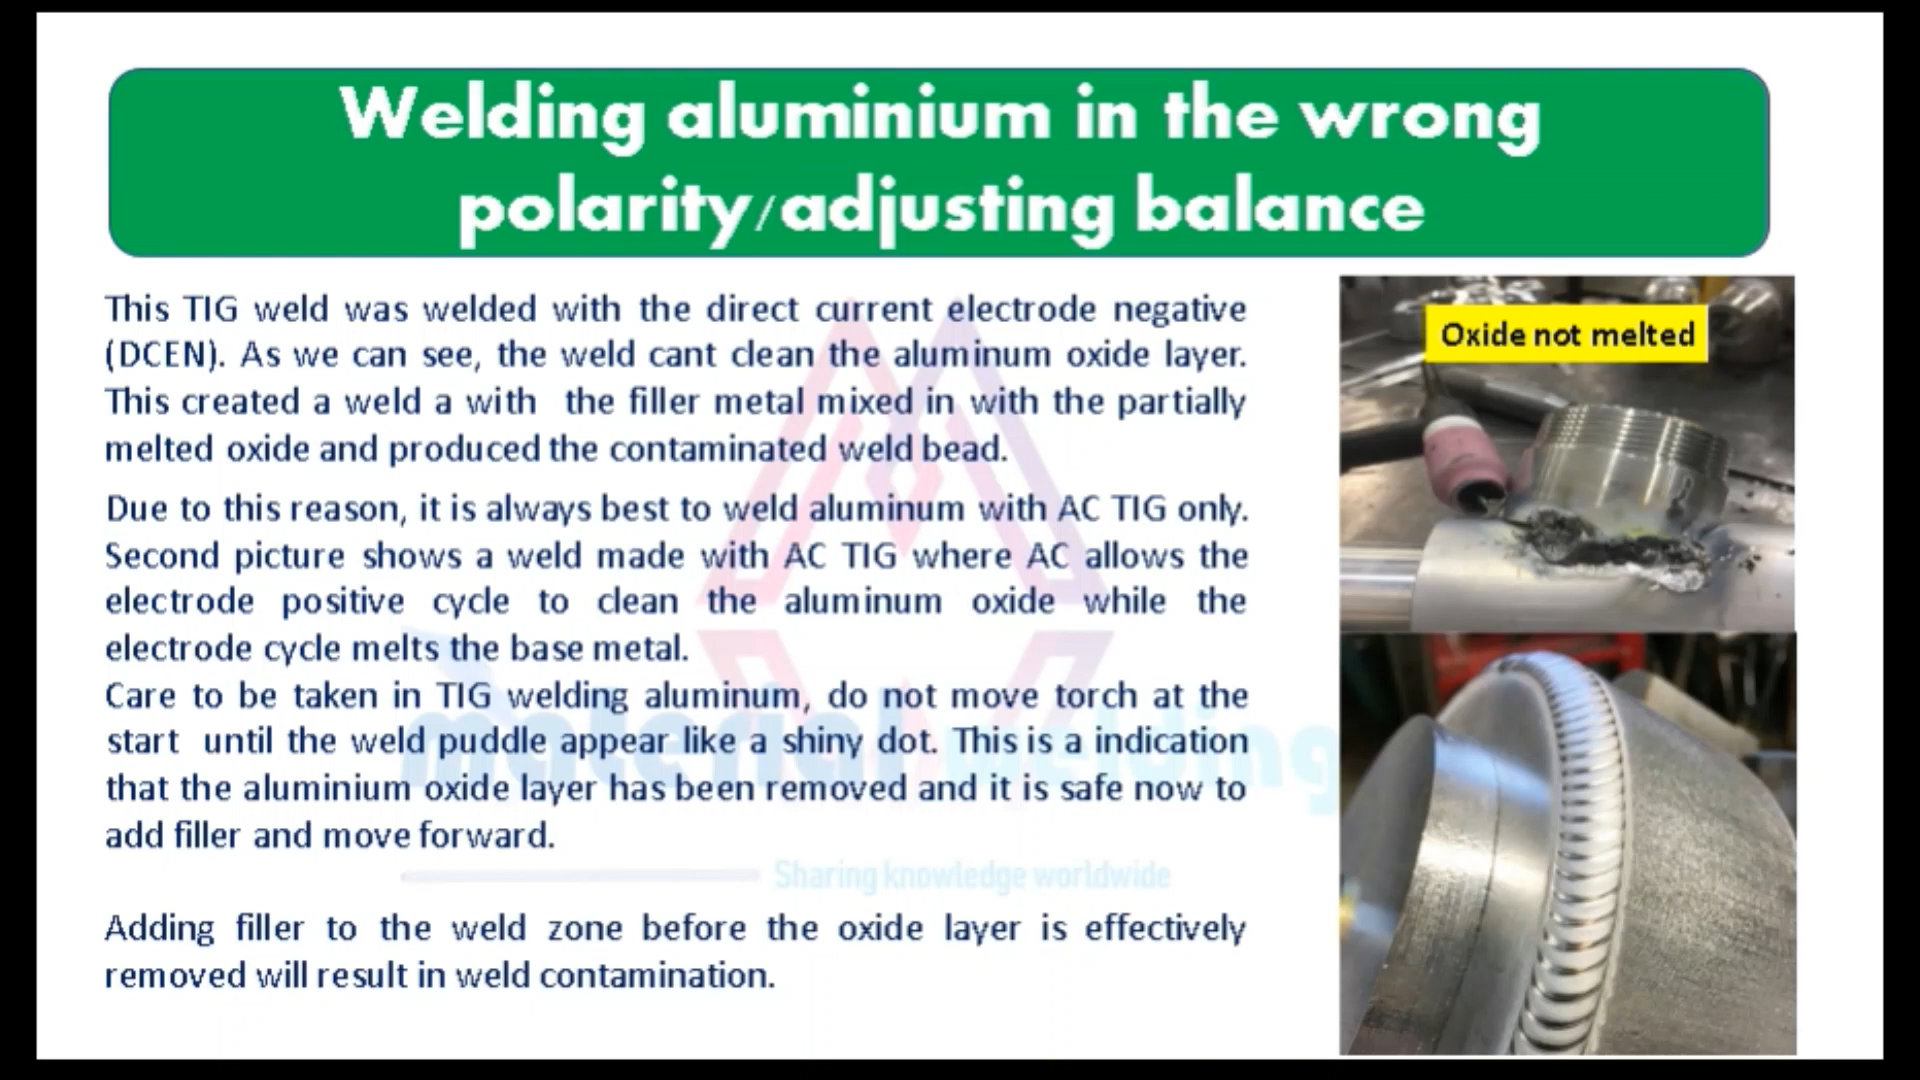 Welding aluminium in the wrong
polarity/adjusting balance
This TIG weld was welded with the direct current electrode negative
(DCEN). As we can see, the weld cant clean the aluminum oxide layer.
This created a weld a with the filler metal mixed in with the partially
melted oxide and produced the contaminated weld bead.
Due to this reason, it is always best to weld aluminum with AC TIG only.
Second picture shows a weld made with AC TIG where AC allows the
electrode positive cycle to clean the aluminum oxide while the
electrode cycle melts the base metal.
Care to be taken in TIG welding aluminum, do not move torch at the
start until the weld puddle appear like a shiny dot. This is a indication
that the aluminium oxide layer has been removed and it is safe now to
add filler and move forward.
Adding filler to the weld zone before the oxide layer is effectively
removed will result in weld contamination.
Oxide not melted
material welding
Sharing knowledge worldwide